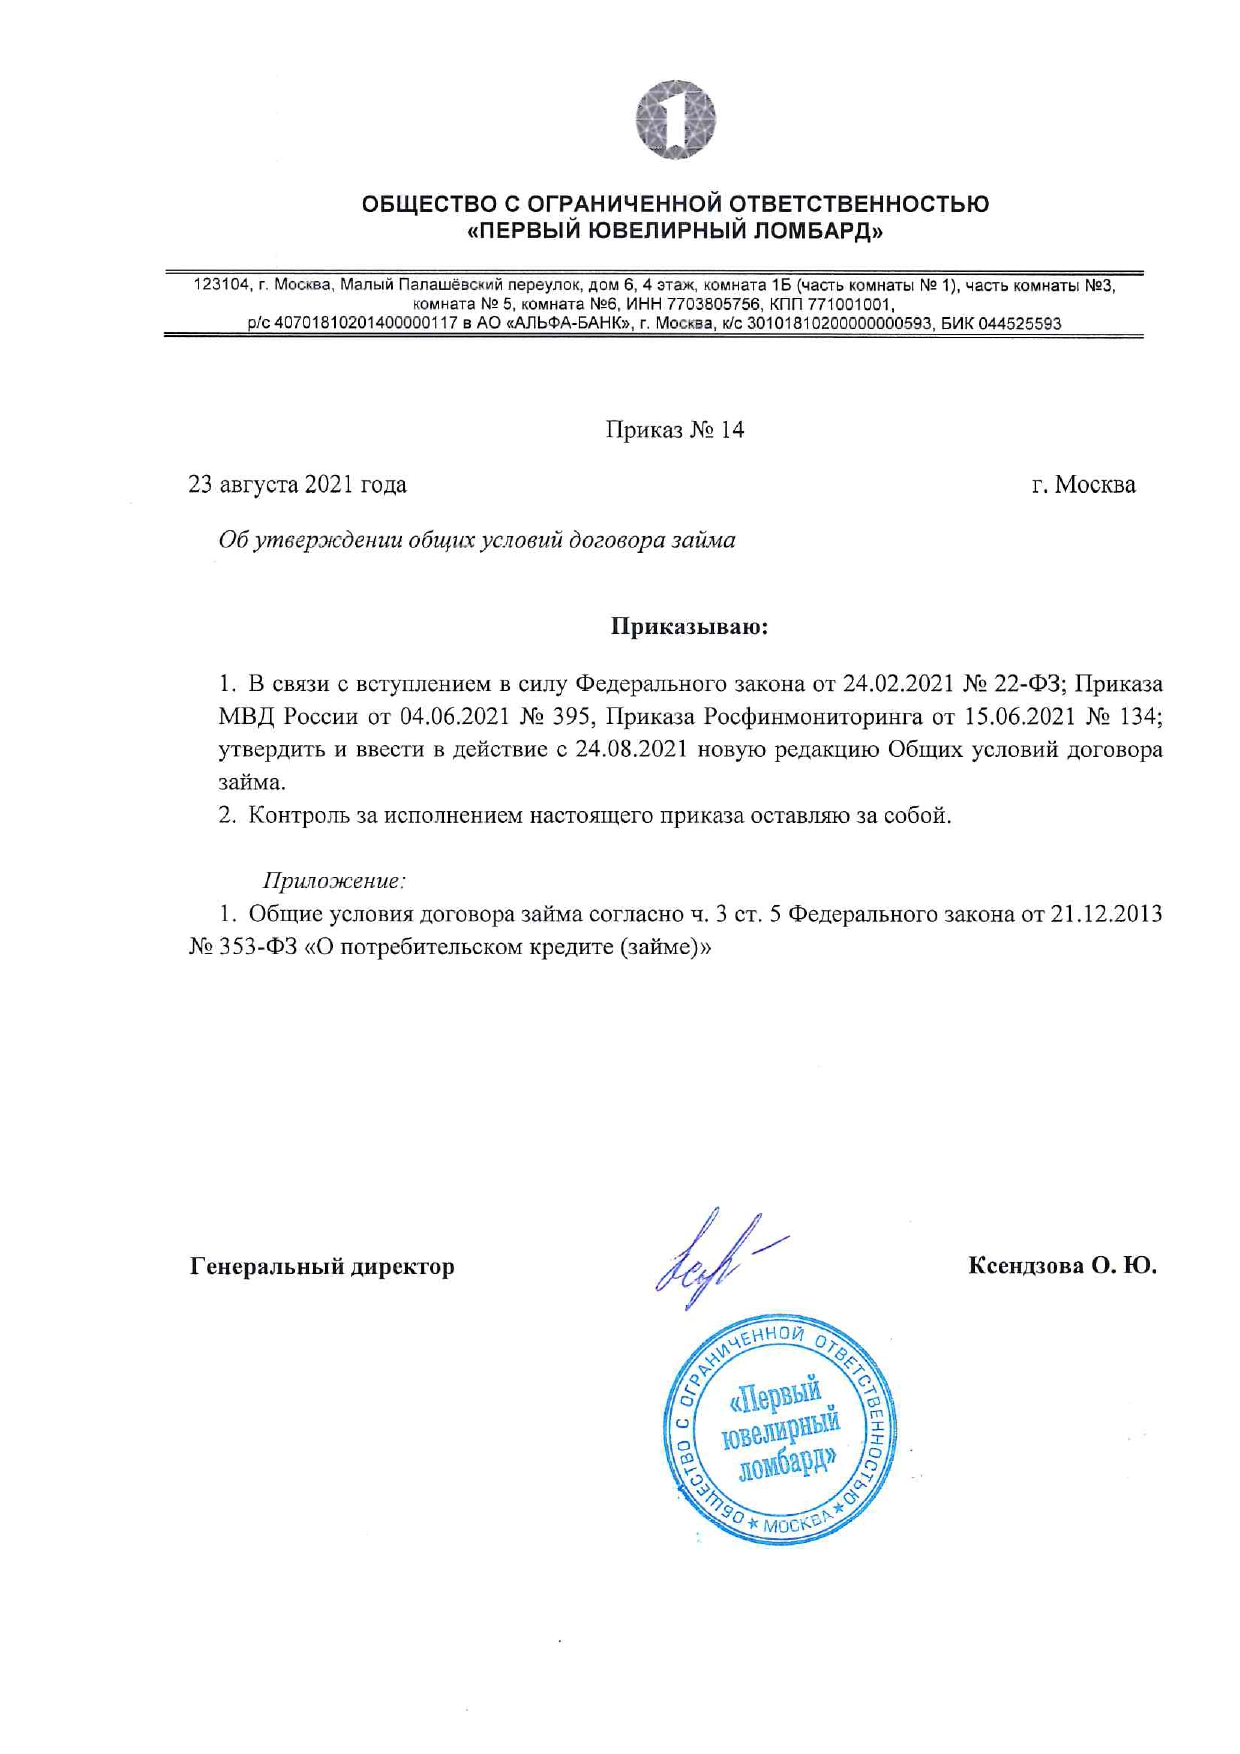 1
ОБЩЕСТВО С ОГРАНИЧЕННОЙ ОТВЕТСТВЕННОСТЬЮ
«ПЕРВЫЙ ЮВЕЛИРНЫЙ ЛОМБАРД»
123104, г. Москва, Малый Палашёвский переулок, дом 6, 4 этаж, комната 1Б (часть комнаты № 1), часть комнаты №3,
комната № 5, комната №6, ИНН 7703805756, КПП 771001001,
р/с 40701810201400000117 в АО «АЛЬФА-БАНК», г. Москва, к/с 30101810200000000593, БИК 044525593
Приказ № 14
23 августа 2021 года г. Москва
Об утверждении общих условий договора займа
Приказываю:
1. В связи с вступлением в силу Федерального закона от 24.02.2021 № 22-ФЗ; Приказа
МВД России от 04.06.2021 № 395, Приказа Росфинмониторинга от 15.06.2021 № 134;
утвердить и ввести в действие с 24.08.2021 новую редакцию Общих условий договора
займа.
2. Контроль за исполнением настоящего приказа оставляю за собой.
Приложение:
1. Общие условия договора займа согласно ч. 3 ст. 5 Федерального закона от 21.12.2013
№ 353-ФЗ «О потребительском кредите (займе)»
Генеральный директор Ксендзова О. Ю.
ОБЩЕСТВО С ОГРАНИЧЕННОЙ ОТВЕТСТВЕННОСТЬЮ
«Первый
ювелирный
ломбард»
★ МОСКВА ★